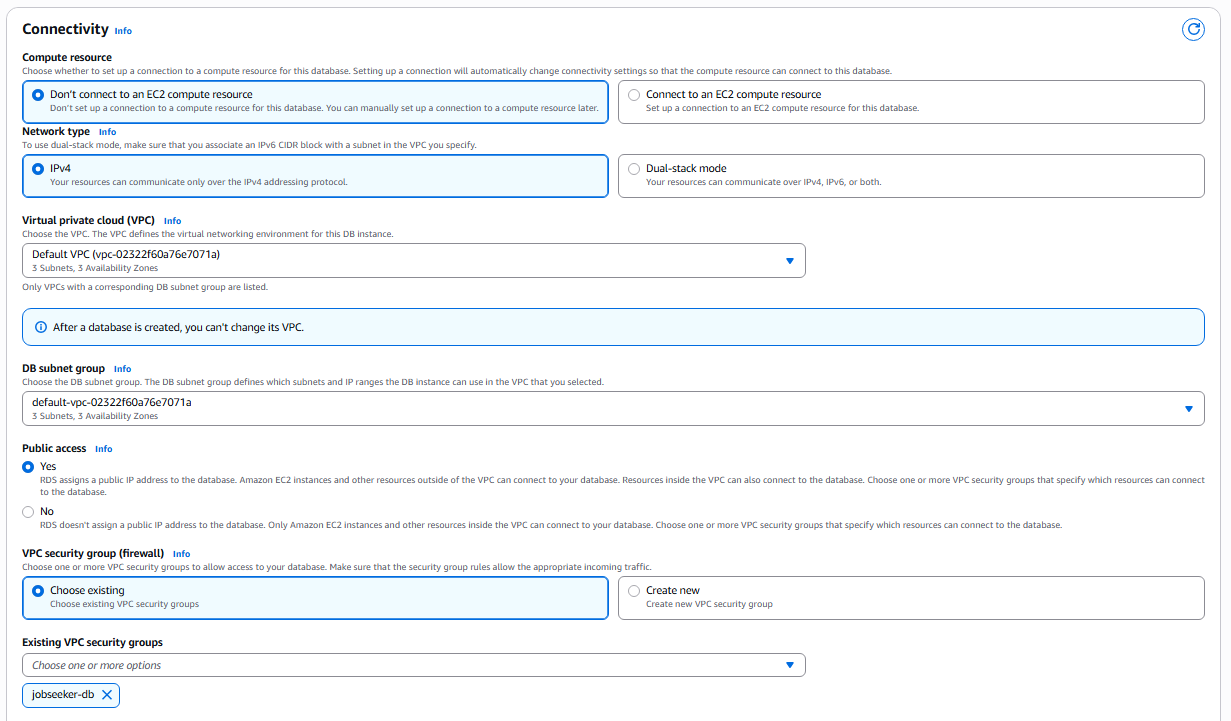 Connectivity Info
Compute resource
Choose whether to set up a connection to a compute resource for this database. Setting up a connection will automatically change connectivity settings so that the compute resource can connect to this database.
Don't connect to an EC2 compute resource
Don't set up a connection to a compute resource for this database. You can manually set up a connection to a compute resource later.
Connect to an EC2 compute resource
Set up a connection to an EC2 compute resource for this database.
Network type Info
To use dual-stack mode, make sure that you associate an IPv6 CIDR block with a subnet in the VPC you specify.
IPv4
Your resources can communicate only over the IPv4 addressing protocol.
Dual-stack mode
Your resources can communicate over IPv4, IPv6, or both.
Virtual private cloud (VPC) Info
Choose the VPC. The VPC defines the virtual networking environment for this DB instance.
Default VPC (vpc-02322f60a76e7071a)
3 Subnets, 3 Availability Zones
Only VPCs with a corresponding DB subnet group are listed.
After a database is created, you can't change its VPC.
DB subnet group Info
Choose the DB subnet group. The DB subnet group defines which subnets and IP ranges the DB instance can use in the VPC that you selected.
default-vpc-02322f60a76e7071a
3 Subnets, 3 Availability Zones
Public access Info
Yes
RDS assigns a public IP address to the database. Amazon EC2 instances and other resources outside of the VPC can connect to your database. Resources inside the VPC can also connect to the database. Choose one or more VPC security groups that specify which resources can connect
to the database.
No
RDS doesn't assign a public IP address to the database. Only Amazon EC2 instances and other resources inside the VPC can connect to your database. Choose one or more VPC security groups that specify which resources can connect to the database.
VPC security group (firewall) Info
Choose one or more VPC security groups to allow access to your database. Make sure that the security group rules allow the appropriate incoming traffic.
Choose existing
Choose existing VPC security groups
Create new
Create new VPC security group
Existing VPC security groups
Choose one or more options
jobseeker-db